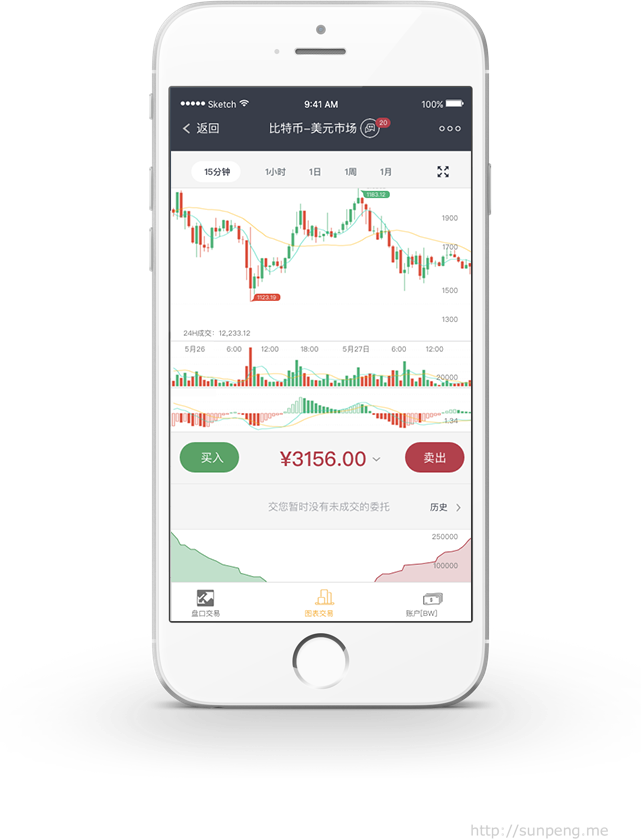 Sketch 9:41 AM 100%
返回 比特币-美元市场 20
15分钟 1小时 1日 1周 1月
1183.12
1900
1700
1500
1123.19
1300
24H成交：12,233.12
5月26 6:00 12:00 18:00 5月27日 6:00 12:00
20000
1.34
买入 ¥3156.00 卖出
交您暂时没有未成交的委托 历史
250000
100000
盘口交易 图表交易 账户[BW]
http://sunpeng.me